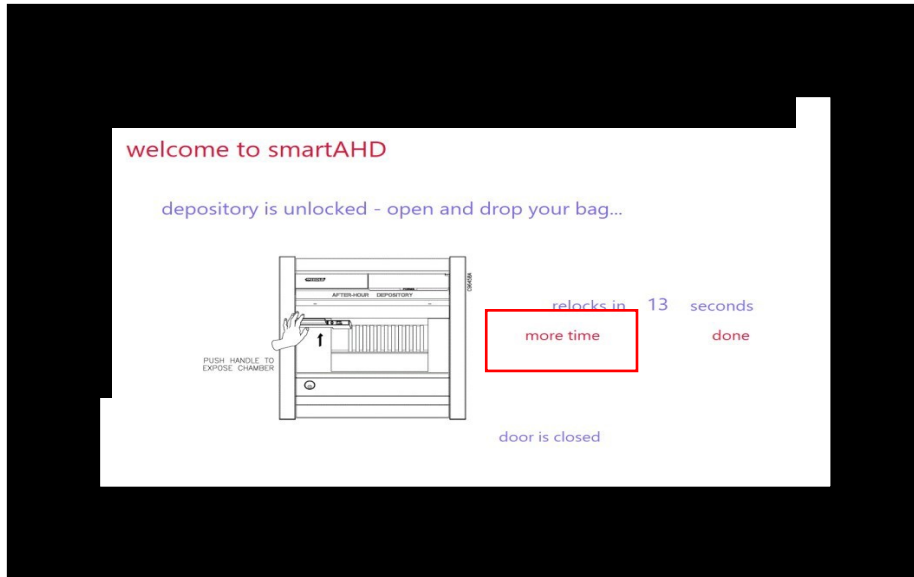 welcome to smartAHD
depository is unlocked - open and drop your bag...
AFTER-HOUR DEPOSITORY
relocks in 13 seconds
more time
done
PUSH HANDLE TO
EXPOSE CHAMBER
door is closed